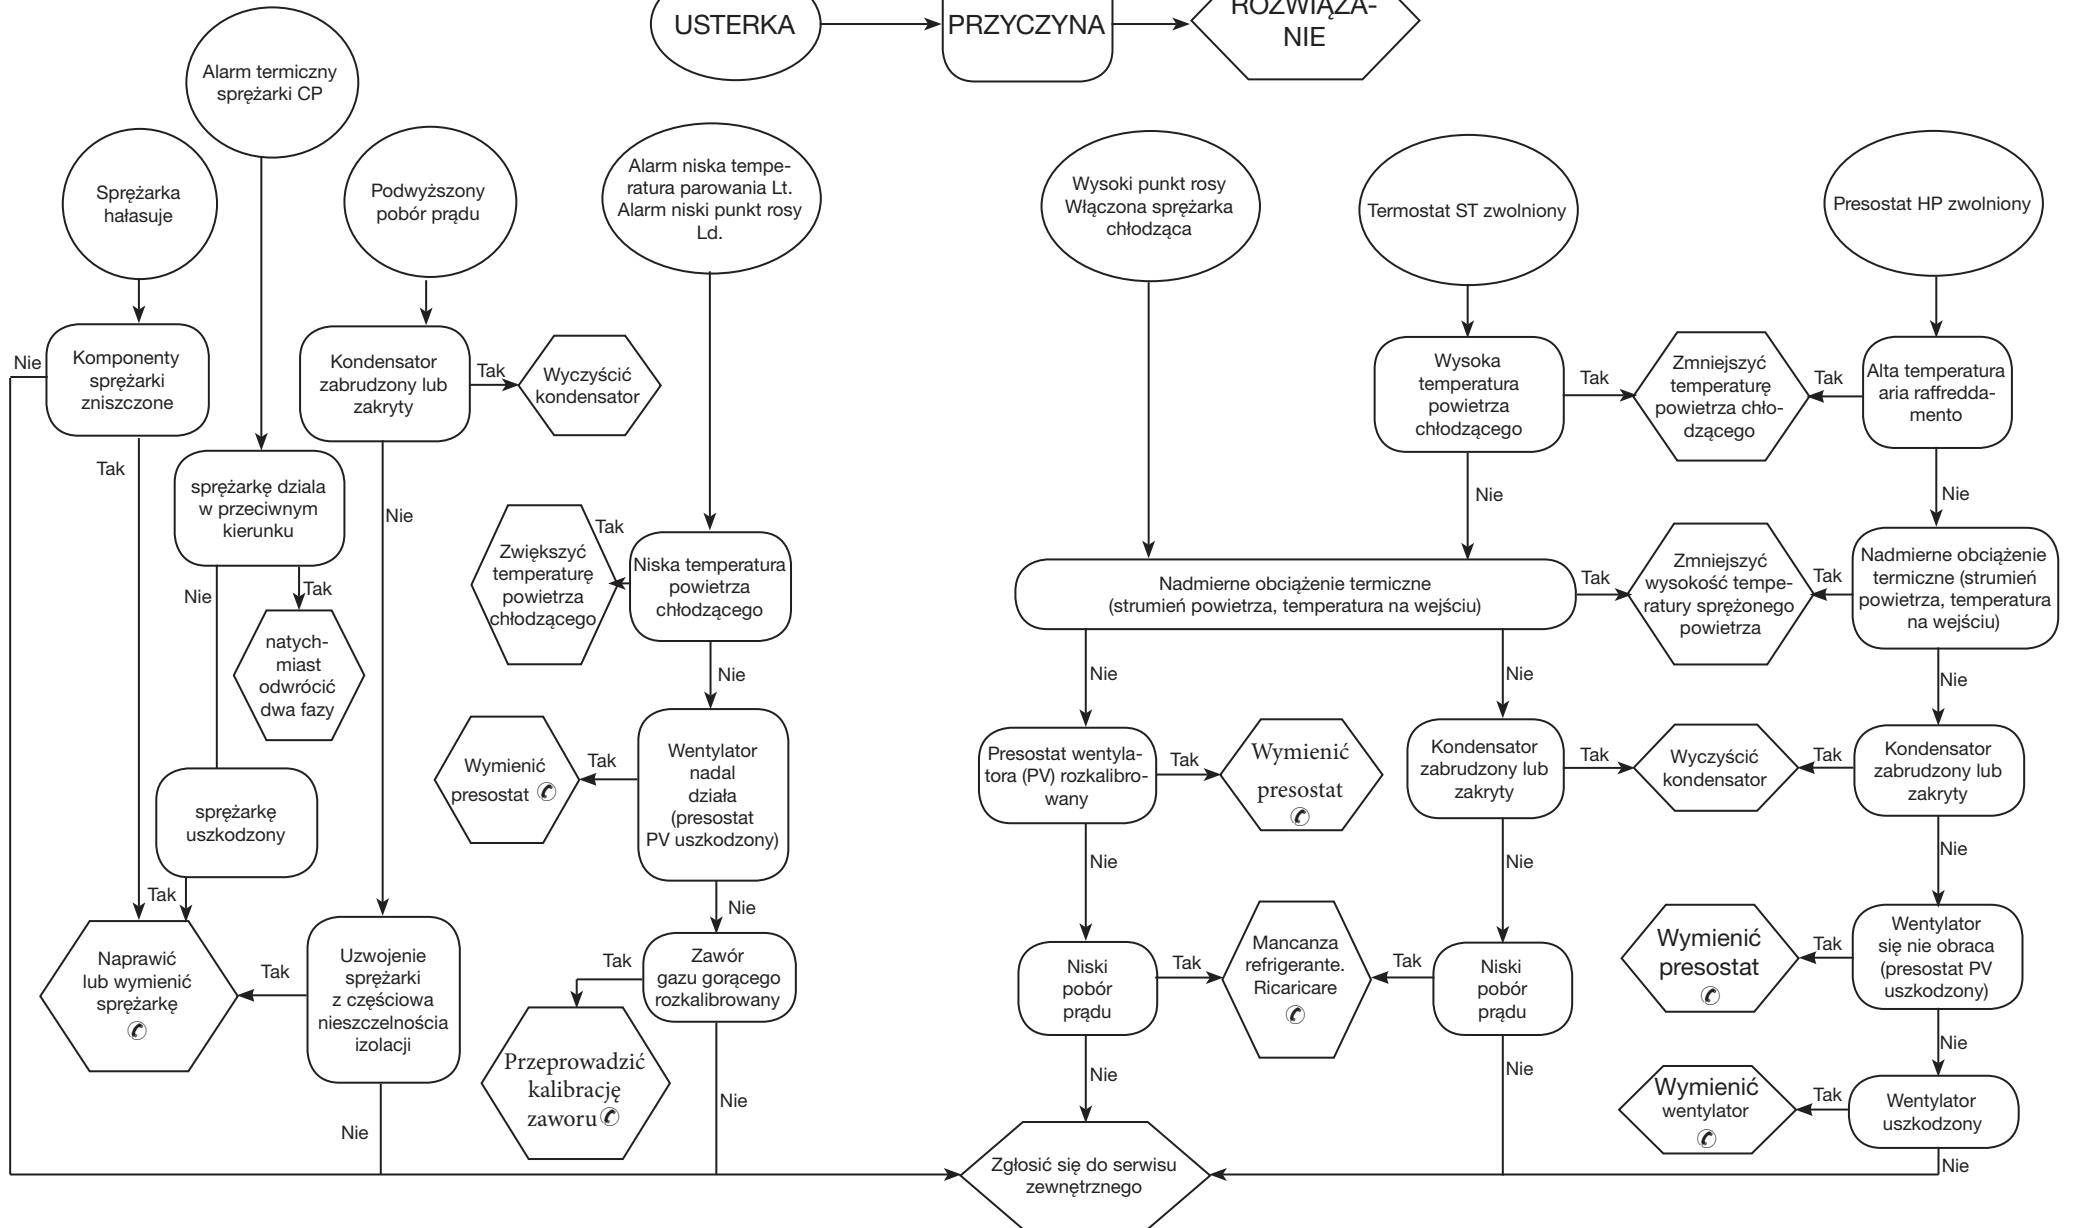 USTERKA
PRZYCZYNA
ROZWIĄZA-
NIE
Alarm termiczny
sprężarki CP
Sprężarka
hałasuje
Podwyższony
pobór prądu
Alarm niska tempe-
ratura parowania Lt.
Alarm niski punkt rosy
Ld.
Wysoki punkt rosy
Włączona sprężarka
chłodząca
Termostat ST zwolniony
Presostat HP zwolniony
Nie
Komponenty
sprężarki
zniszczone
Tak
Kondensator
zabrudzony lub
zakryty
Tak
Wyczyścić
kondensator
Nie
sprężarkę dziala
w przeciwnym
kierunku
Nie
Tak
natych-
miast
odwrócić
dwa fazy
sprężarkę
uszkodzony
Tak
Naprawić
lub wymienić
sprężarkę
✆
Tak
Uzwojenie
sprężarki
z częściowa
nieszczelnościa
izolacji
Nie
Zwiększyć
temperaturę
powietrza
chłodzącego
Tak
Niska temperatura
powietrza
chłodzącego
Nie
Wymienić
presostat ✆
Tak
Wentylator
nadal
działa
(presostat
PV uszkodzony)
Nie
Tak
Zawór
gazu gorącego
rozkalibrowany
Przeprowadzić
kalibrację
zaworu✆
Nie
Wysoka
temperatura
powietrza
chłodzącego
Tak
Zmniejszyć
temperaturę
powietrza chło-
dzącego
Tak
Alta temperatura
aria raffredda-
mento
Nie
Nie
Nadmierne obciążenie termiczne
(strumień powietrza, temperatura na wejściu)
Tak
Zmniejszyć
wysokość tempe-
ratury sprężonego
powietrza
Tak
Nadmierne obciążenie
termiczne (strumień
powietrza, temperatura
na wejściu)
Nie
Nie
Nie
Presostat wentyla-
tora (PV) rozkalibro-
wany
Tak
Wymienić
presostat
✆
Kondensator
zabrudzony lub
zakryty
Tak
Wyczyścić
kondensator
Tak
Kondensator
zabrudzony lub
zakryty
Nie
Nie
Nie
Niski
pobór
prądu
Tak
Mancanza
refrigerante.
Ricaricare
✆
Tak
Niski
pobór
prądu
Wymienić
presostat
✆
Tak
Wentylator
się nie obraca
(presostat PV
uszkodzony)
Nie
Nie
Nie
Wymienić
wentylator
✆
Tak
Wentylator
uszkodzony
Nie
Zgłosić się do serwisu
zewnętrznego